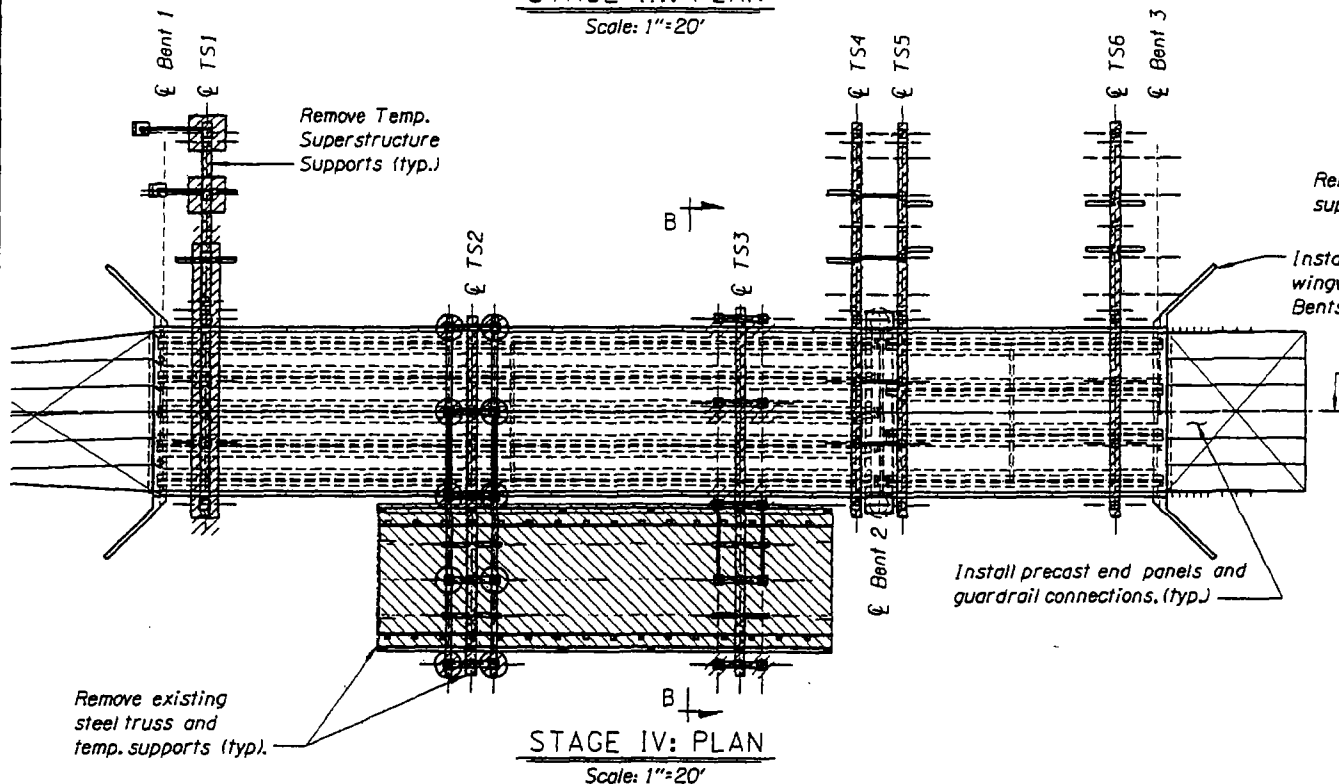 Scale: 1"=20'
℄ Bent 1
℄ TS1
℄ TS4
℄ TS5
℄ TS6
℄ Bent 3
Remove Temp.
Superstructure
Supports (typ.)
B
℄ TS2
℄ TS3
℄ Bent 2
Install precast end panels and
guardrail connections. (typ.)
Remove existing
steel truss and
temp. supports (typ).
B
STAGE IV: PLAN
Scale: 1"=20'